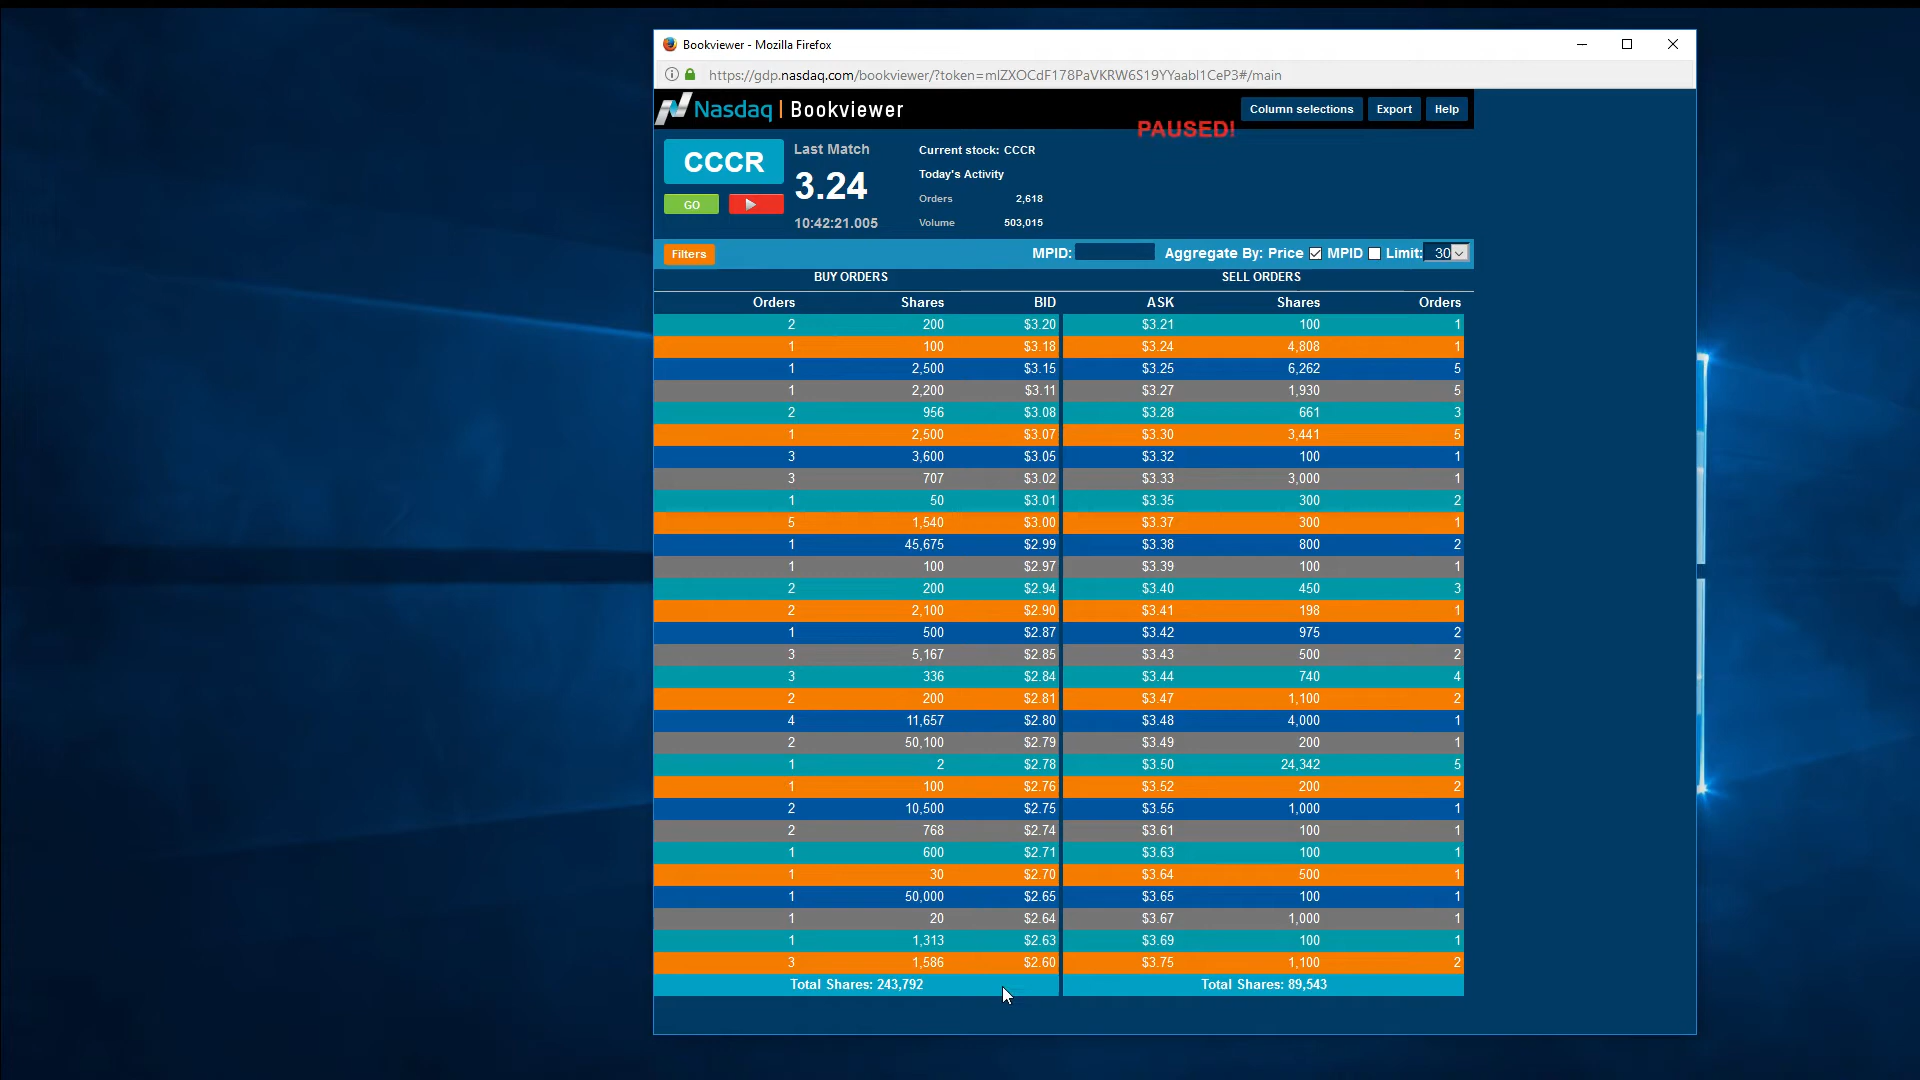 Bookviewer - Mozilla Firefox
https://gdp.nasdaq.com/bookviewer/?token=mlZXOCdF178PaVKRW6S19YYaabl1CeP3#/main
Nasdaq | Bookviewer
Column selections Export Help
PAUSED!
CCCR
GO
Last Match
3.24
10:42:21.005
Current stock: CCCR
Today's Activity
Orders 2,618
Volume 503,015
Filters MPID: Aggregate By: Price MPID Limit: 30
BUY ORDERS SELL ORDERS
Orders Shares BID ASK Shares Orders
2 200 $3.20 $3.21 100 1
1 100 $3.18 $3.24 4,808 1
1 2,500 $3.15 $3.25 6,262 5
1 2,200 $3.11 $3.27 1,930 5
2 956 $3.08 $3.28 661 3
1 2,500 $3.07 $3.30 3,441 5
3 3,600 $3.05 $3.32 100 1
3 707 $3.02 $3.33 3,000 1
1 50 $3.01 $3.35 300 2
5 1,540 $3.00 $3.37 300 1
1 45,675 $2.99 $3.38 800 2
1 100 $2.97 $3.39 100 1
2 200 $2.94 $3.40 450 3
2 2,100 $2.90 $3.41 198 1
1 500 $2.87 $3.42 975 2
3 5,167 $2.85 $3.43 500 2
3 336 $2.84 $3.44 740 4
2 200 $2.81 $3.47 1,100 2
4 11,657 $2.80 $3.48 4,000 1
2 50,100 $2.79 $3.49 200 1
1 2 $2.78 $3.50 24,342 5
1 100 $2.76 $3.52 200 2
2 10,500 $2.75 $3.55 1,000 1
2 768 $2.74 $3.61 100 1
1 600 $2.71 $3.63 100 1
1 30 $2.70 $3.64 500 1
1 50,000 $2.65 $3.65 100 1
1 20 $2.64 $3.67 1,000 1
1 1,313 $2.63 $3.69 100 1
3 1,586 $2.60 $3.75 1,100 2
Total Shares: 243,792 Total Shares: 89,543